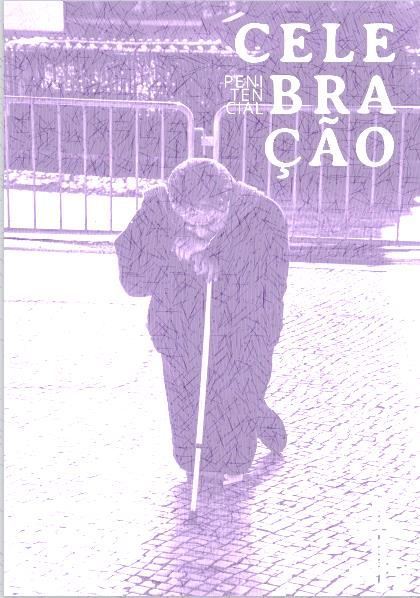 CELE
BRA
ÇÃO
PENI
TEN
CIAL